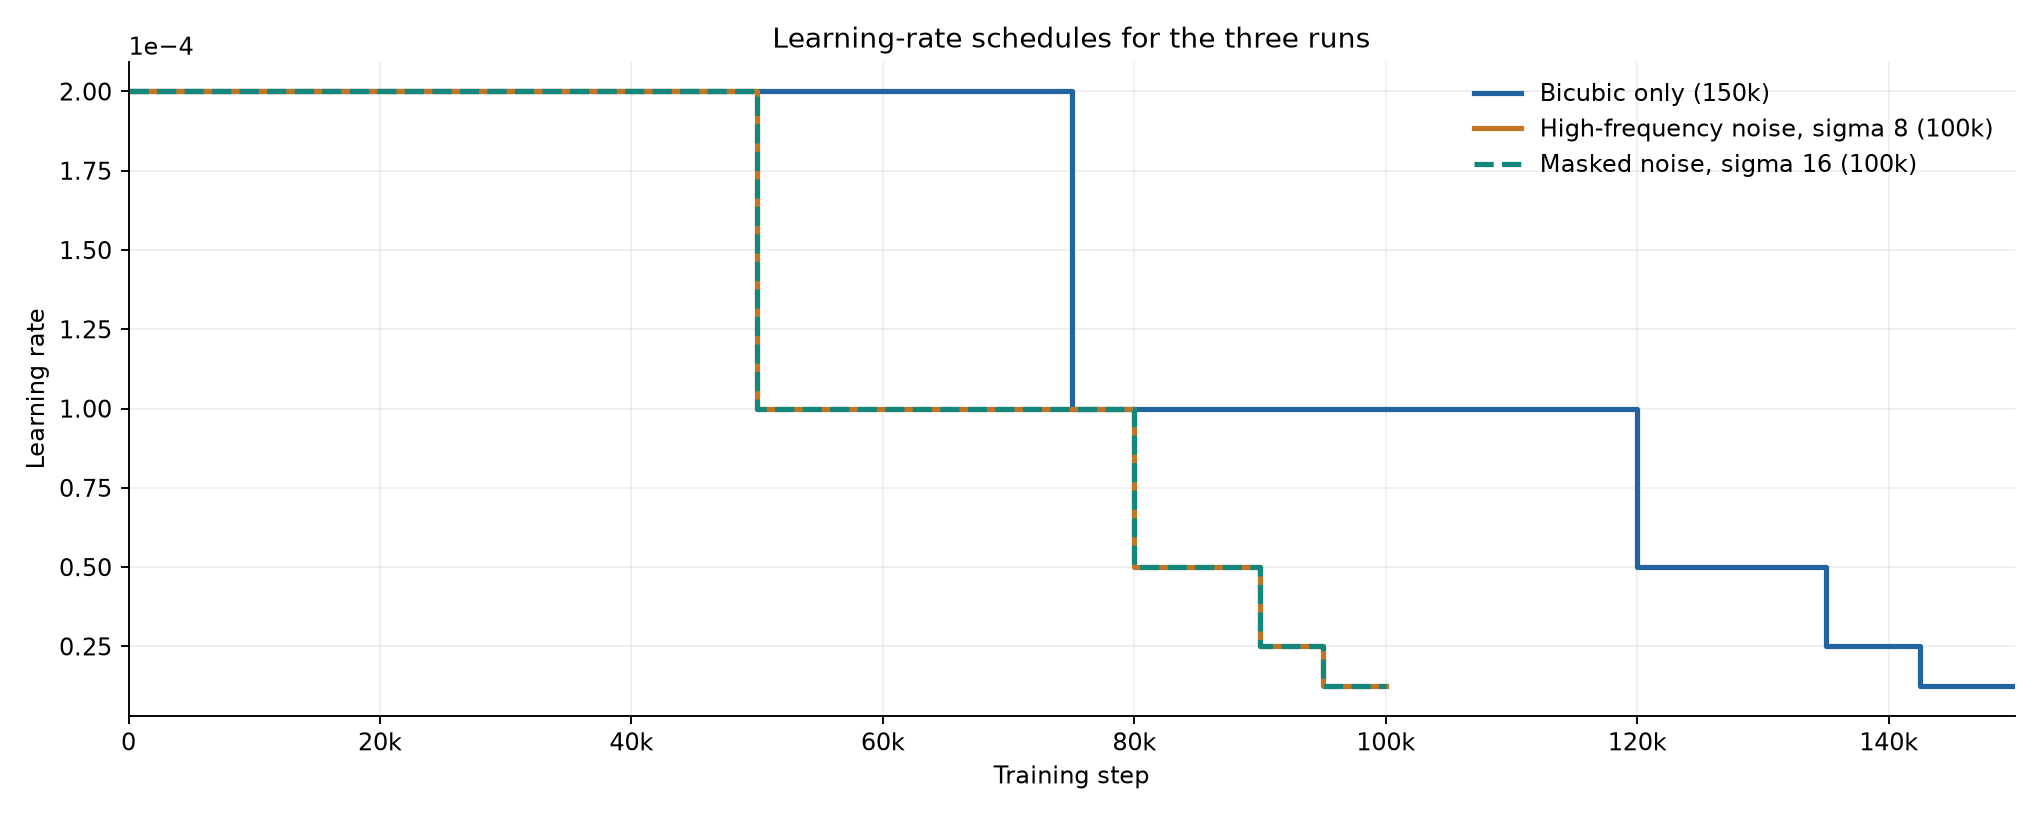 Learning-rate schedules for the three runs
1e−4
2.00
1.75
1.50
1.25
1.00
0.75
0.50
0.25
Learning rate
Bicubic only (150k)
High-frequency noise, sigma 8 (100k)
Masked noise, sigma 16 (100k)
0 20k 40k 60k 80k 100k 120k 140k
Training step